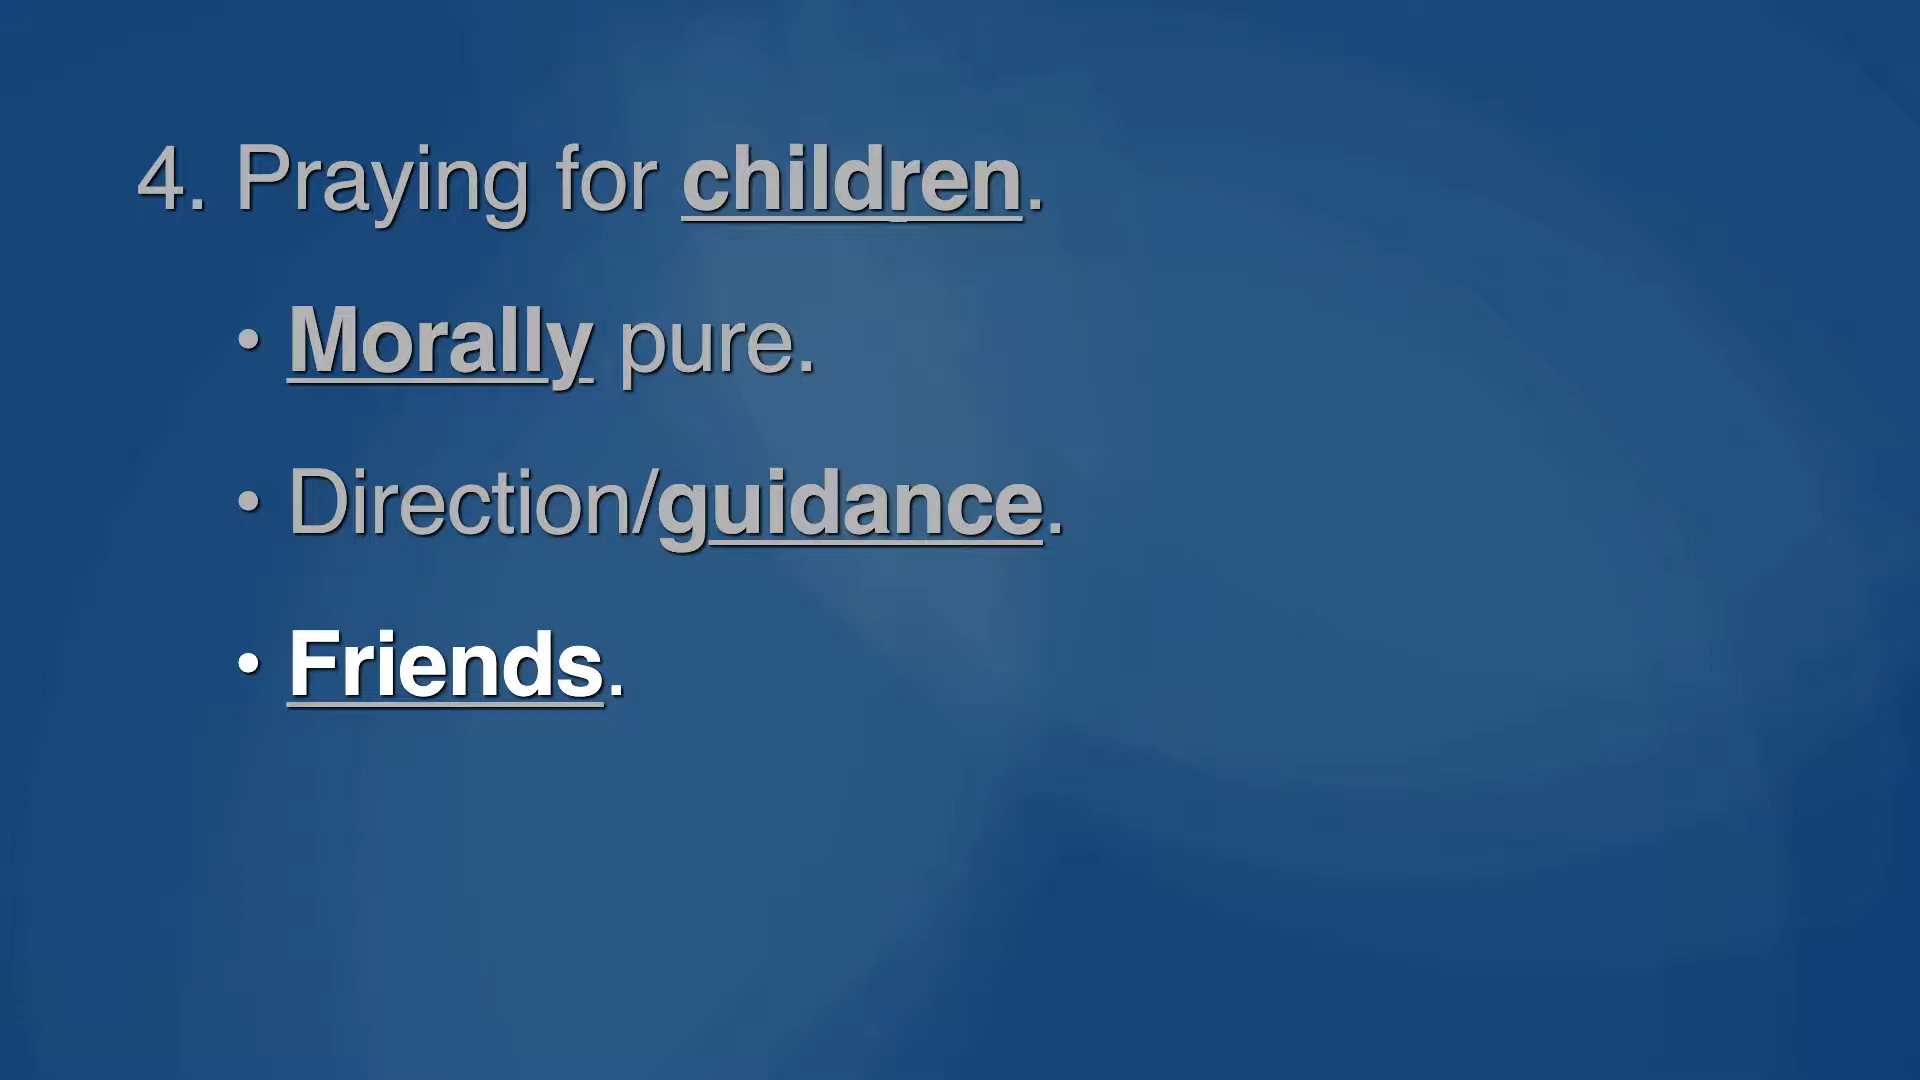 4. Praying for children.
• Morally pure.
• Direction/guidance.
• Friends.